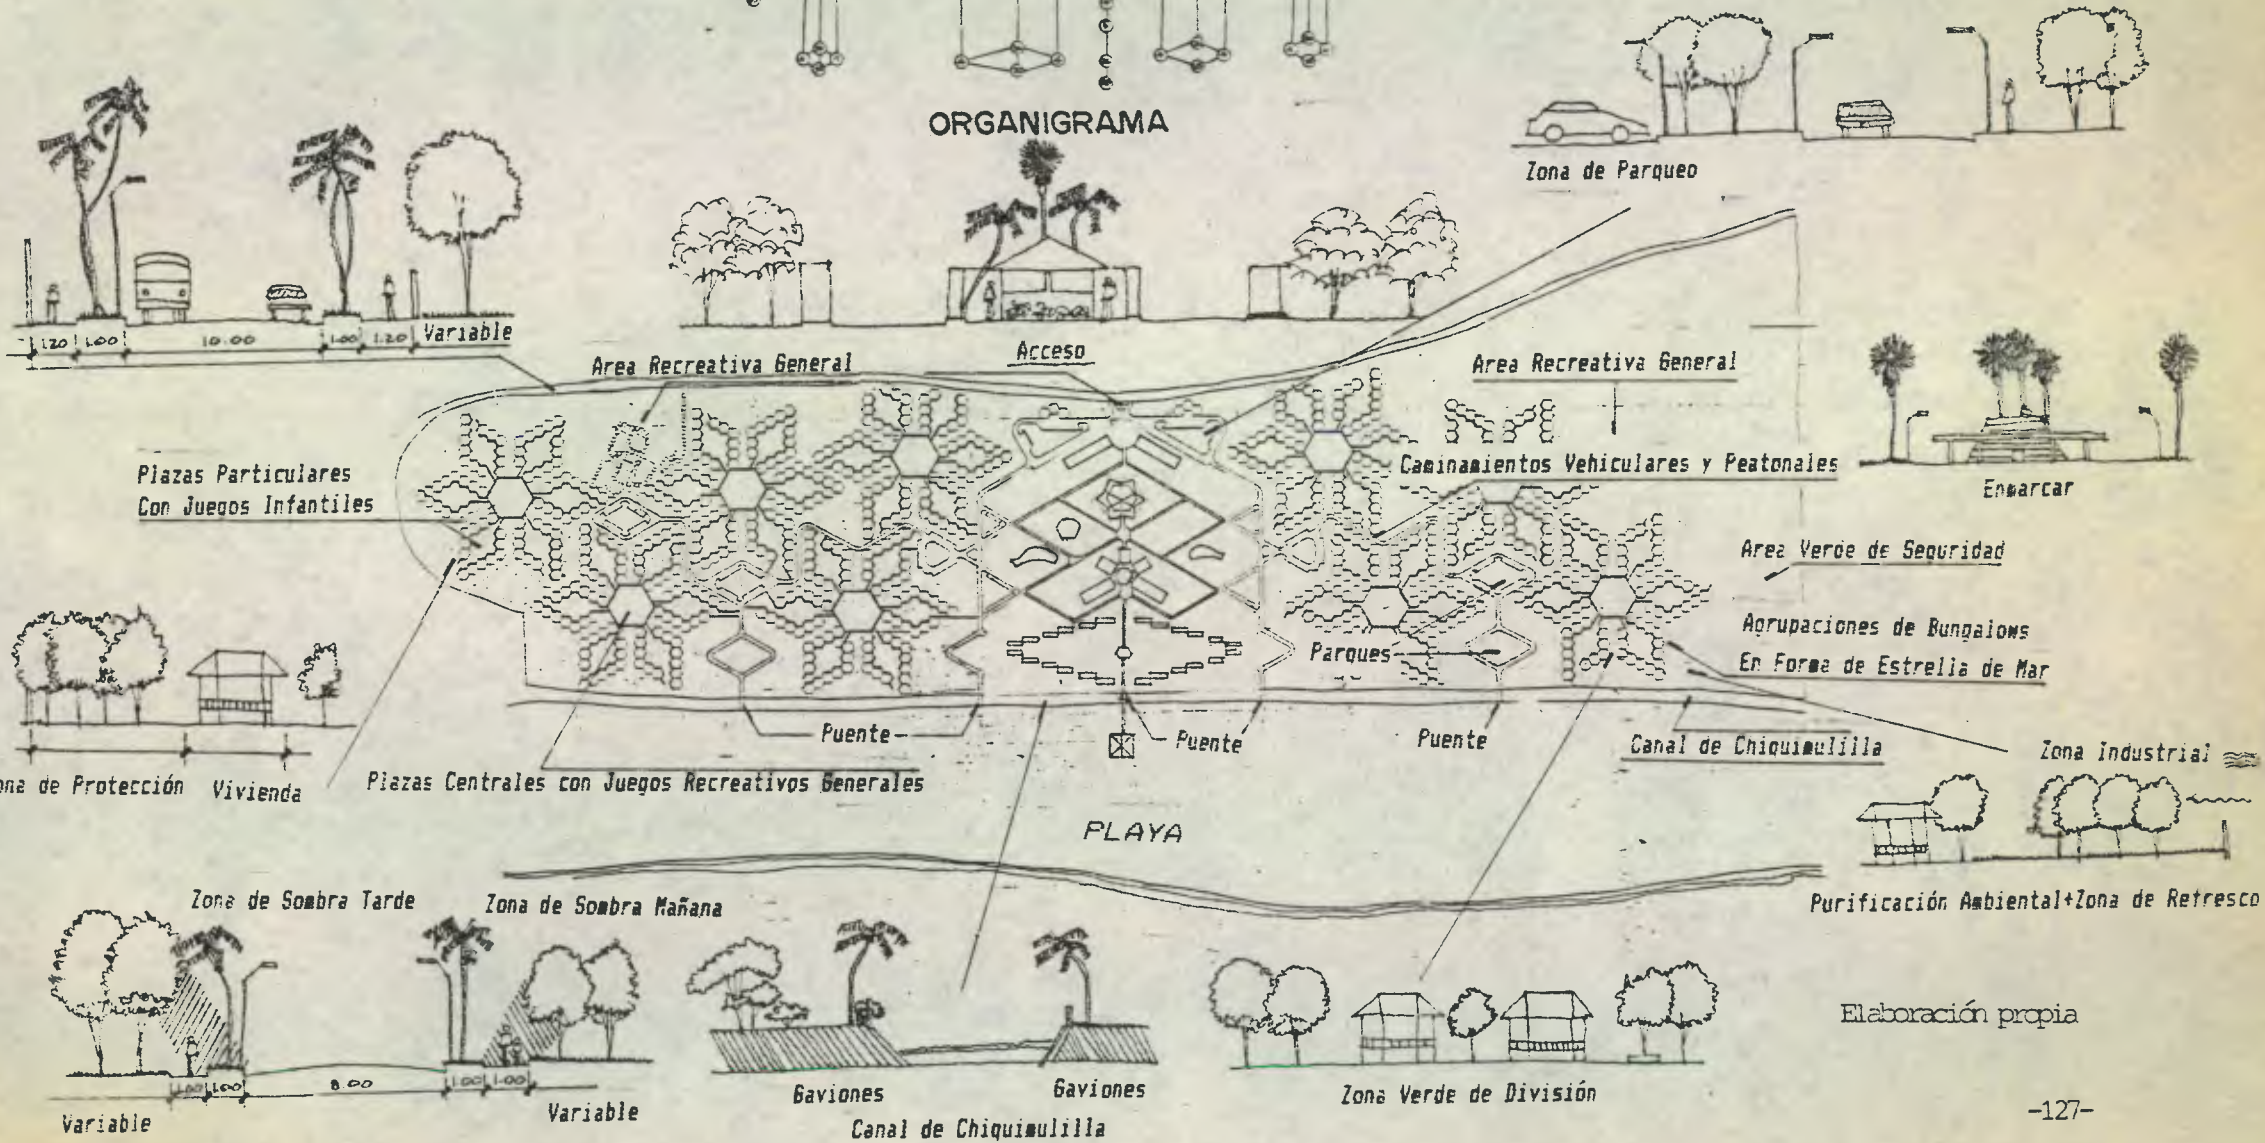 ORGANIGRAMA
Zona de Parqueo
1.20 1.00 10.00 1.00 1.20 Variable
Area Recreativa General
Acceso
Area Recreativa General
Caminamientos Vehiculares y Peatonales
Enmarcar
Plazas Particulares
Con Juegos Infantiles
Area Verde de Seguridad
Agrupaciones de Bungalows
En Forma de Estrella de Mar
Parques
Puente
Puente
Puente
Canal de Chiquimulilla
Zona Industrial
ona de Protección
Vivienda
Plazas Centrales con Juegos Recreativos Generales
PLAYA
Purificación Ambiental+Zona de Refresco
Zona de Sombra Tarde
Zona de Sombra Mañana
1.00 1.00 8.00 1.00 1.00
Variable
Variable
Gaviones
Gaviones
Canal de Chiquimulilla
Zona Verde de División
Elaboración propia
-127-